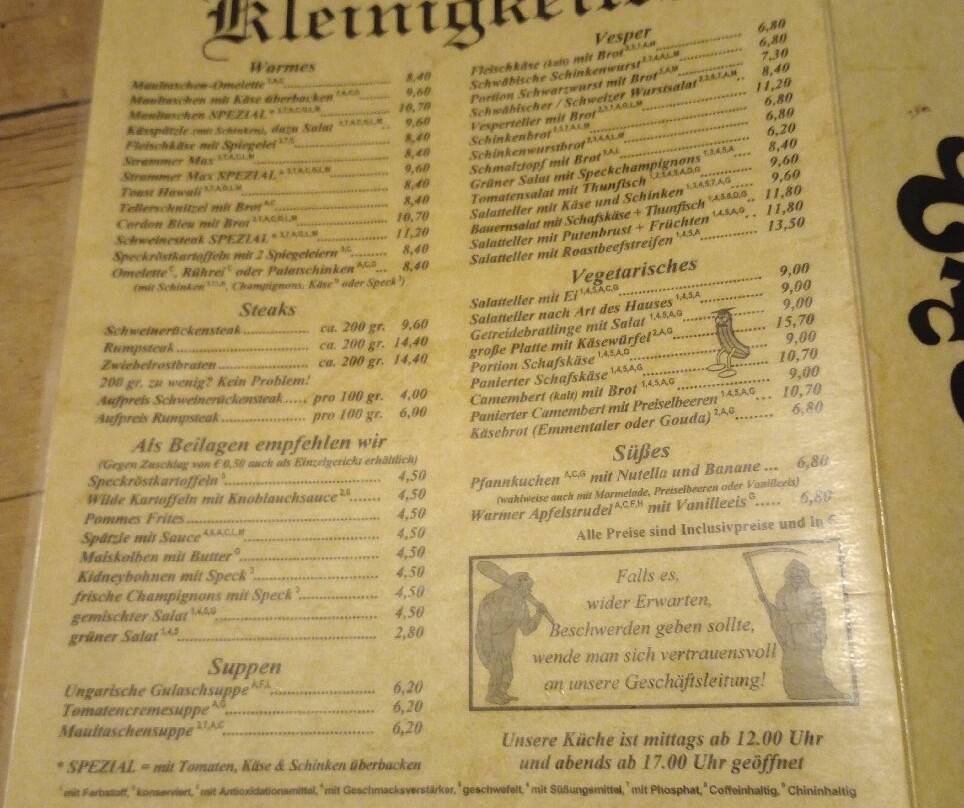 Kleinigkeiten
Warmes
Maultaschen-Omelette 8,40
Maultaschen mit Käse überbacken 9,60
Maultaschen SPEZIAL * 10,70
Kässpätzle (mit Schinken), dazu Salat 9,60
Fleischkäse mit Spiegelei 8,40
Strammer Max 8,40
Strammer Max SPEZIAL * 9,60
Toast Hawaii 8,40
Tellerschnitzel mit Brot 8,40
Cordon Bleu mit Brot 10,70
Schweinesteak SPEZIAL * 11,20
Speckröstkartoffeln mit 2 Spiegeleiern 8,40
Omelette, Rührei oder Palatschinken 8,40
(mit Schinken, Champignons, Käse oder Speck)
Steaks
Schweinerückensteak ca. 200 gr. 9,60
Rumpsteak ca. 200 gr. 14,40
Zwiebelrostbraten ca. 200 gr. 14,40
200 gr. zu wenig? Kein Problem!
Aufpreis Schweinerückensteak pro 100 gr. 4,00
Aufpreis Rumpsteak pro 100 gr. 6,00
Als Beilagen empfehlen wir
(Gegen Zuschlag von € 0,50 auch als Einzelgericht erhältlich)
Speckröstkartoffeln 4,50
Wilde Kartoffeln mit Knoblauchsauce 4,50
Pommes Frites 4,50
Spätzle mit Sauce 4,50
Maiskolben mit Butter 4,50
Kidneybohnen mit Speck 4,50
frische Champignons mit Speck 4,50
gemischter Salat 4,50
grüner Salat 2,80
Suppen
Ungarische Gulaschsuppe 6,20
Tomatencremesuppe 6,20
Maultaschensuppe 6,20
* SPEZIAL = mit Tomaten, Käse & Schinken überbacken
Vesper
Fleischkäse (kalt) mit Brot 6,80
Schwäbische Schinkenwurst 6,80
Portion Schwarzwurst mit Brot 7,30
Schwäbischer / Schweizer Wurstsalat 8,40
Vesperteller mit Brot 11,20
Schinkenbrot 6,80
Schinkenwurstbrot 6,80
Schmalztopf mit Brot 6,20
Grüner Salat mit Speckchampignons 8,40
Tomatensalat mit Thunfisch 9,60
Salatteller mit Käse und Schinken 9,60
Bauernsalat mit Schafskäse + Thunfisch 11,80
Salatteller mit Putenbrust + Früchten 11,80
Salatteller mit Roastbeefstreifen 13,50
Vegetarisches
Salatteller mit Ei 9,00
Salatteller nach Art des Hauses 9,00
Getreidebratlinge mit Salat 9,00
große Platte mit Käsewürfel 15,70
Portion Schafskäse 9,00
Panierter Schafskäse 10,70
Camembert (kalt) mit Brot 9,00
Panierter Camembert mit Preiselbeeren 10,70
Käsebrot (Emmentaler oder Gouda) 6,80
Süßes
Pfannkuchen mit Nutella und Banane ... 6,80
(wahlweise auch mit Marmelade, Preiselbeeren oder Vanilleeis)
Warmer Apfelstrudel mit Vanilleeis 6,80
Alle Preise sind Inclusivpreise und in €
Falls es,
wider Erwarten,
Beschwerden geben sollte,
wende man sich vertrauensvoll
an unsere Geschäftsleitung!
Unsere Küche ist mittags ab 12.00 Uhr
und abends ab 17.00 Uhr geöffnet
mit Farbstoff, konserviert, mit Antioxidationsmittel, mit Geschmacksverstärker, geschwefelt, mit Süßungsmittel, mit Phosphat, Coffeinhaltig, Chininhaltig